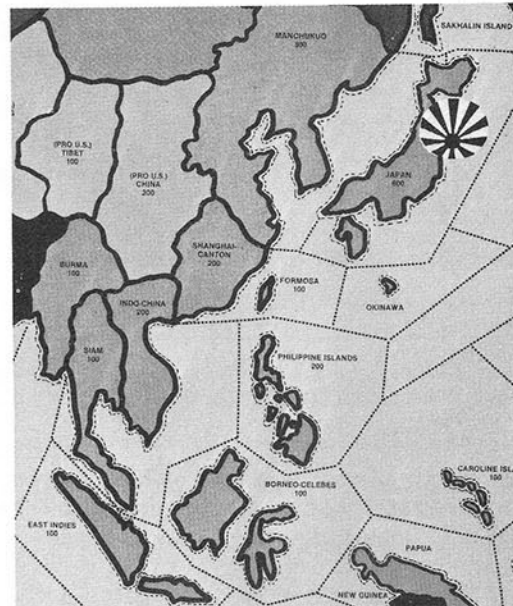 SAKHALIN ISLAND
MANCHUKUO
300
(PRO U.S.)
TIBET
100
(PRO U.S.)
CHINA
200
JAPAN
600
SHANGHAI-
CANTON
200
BURMA
100
INDO-CHINA
200
FORMOSA
100
OKINAWA
SIAM
100
PHILIPPINE ISLANDS
200
CAROLINE ISL
100
BORNEO-CELEBES
100
EAST INDIES
100
PAPUA
NEW GUINEA